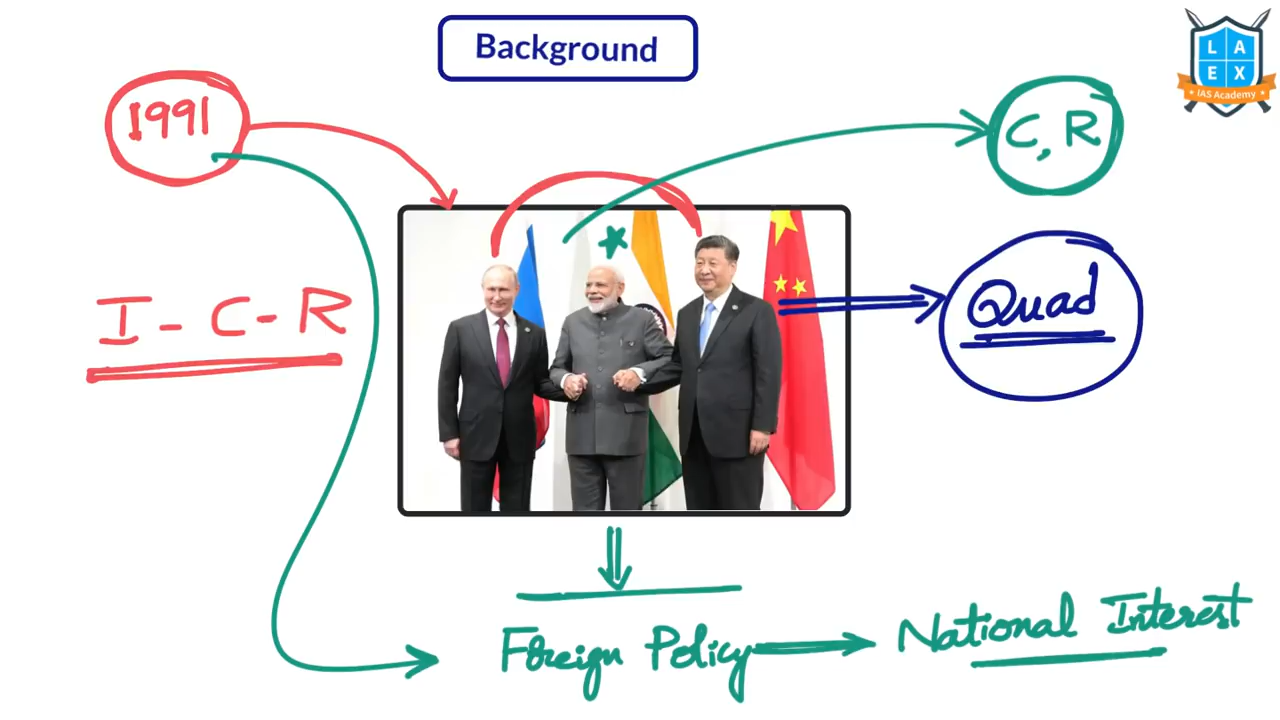 Background
L A
E X
IAS Academy
1991
C, R
I - C - R
Quad
Foreign Policy
National Interest